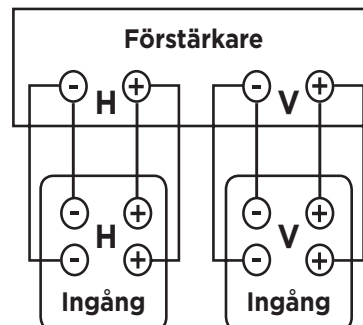 Förstärkare
- H + - V +
- H + - V +
- + - +
Ingång Ingång